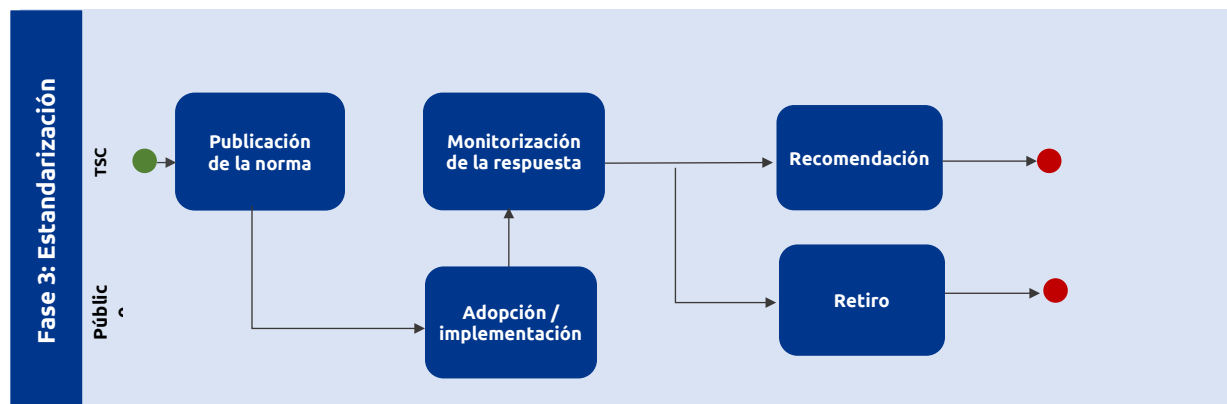 Fase 3: Estandarización
TSC
Públic
Publicación
de la norma
Monitorización
de la respuesta
Recomendación
Adopción /
implementación
Retiro